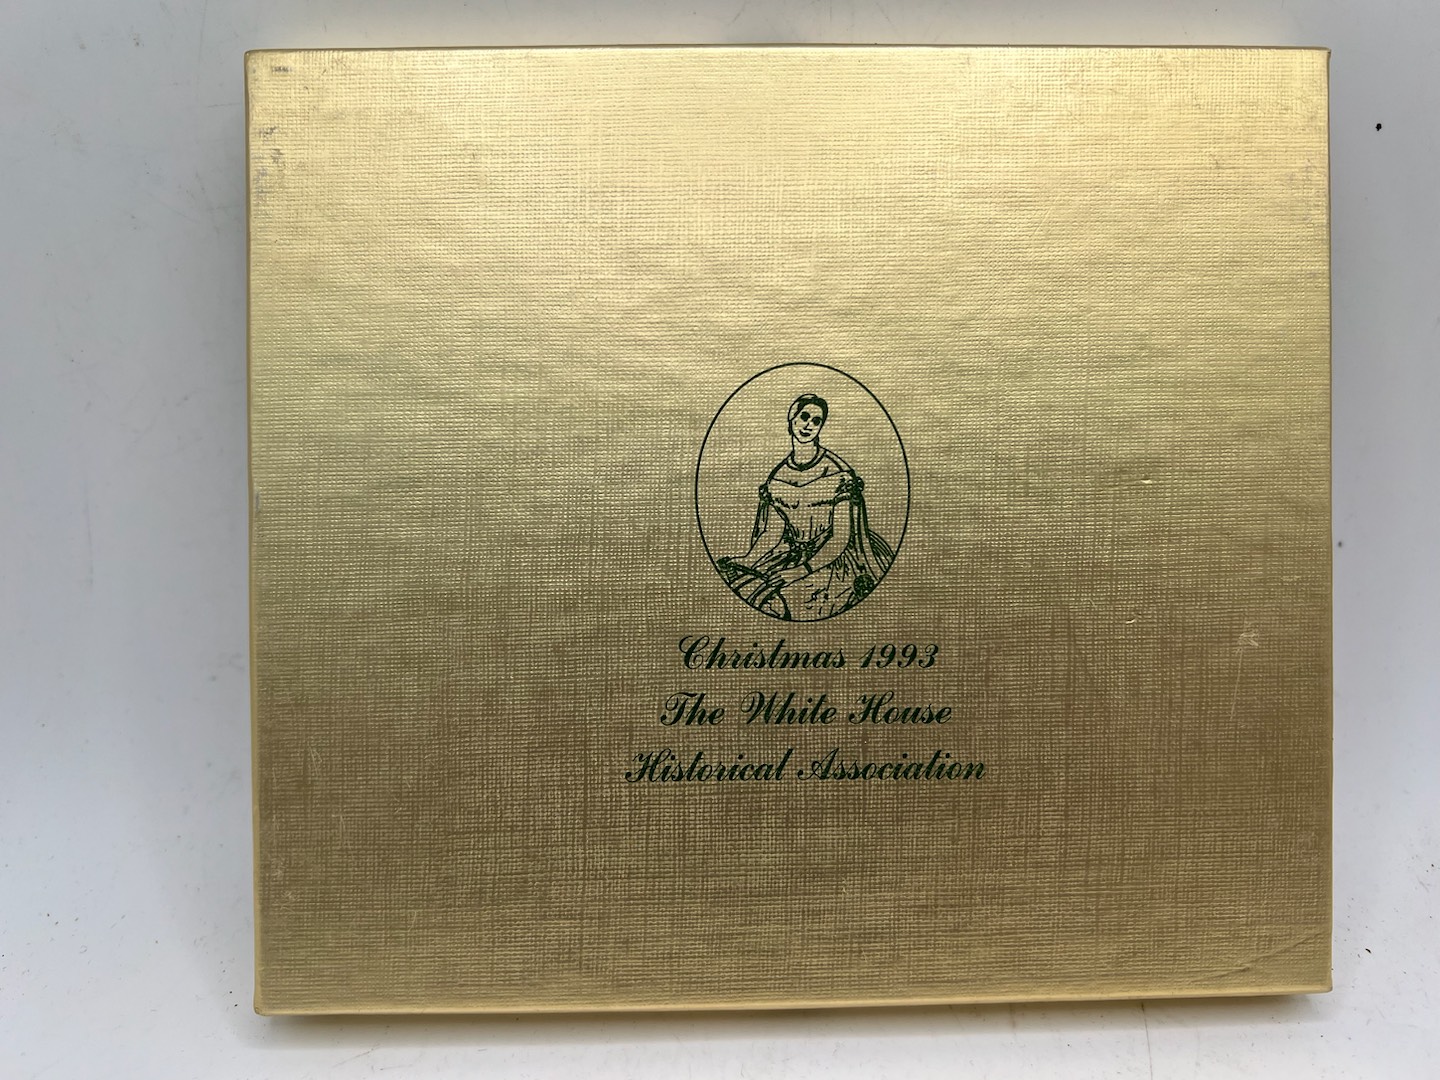 Christmas 1993
The White House
Historical Association